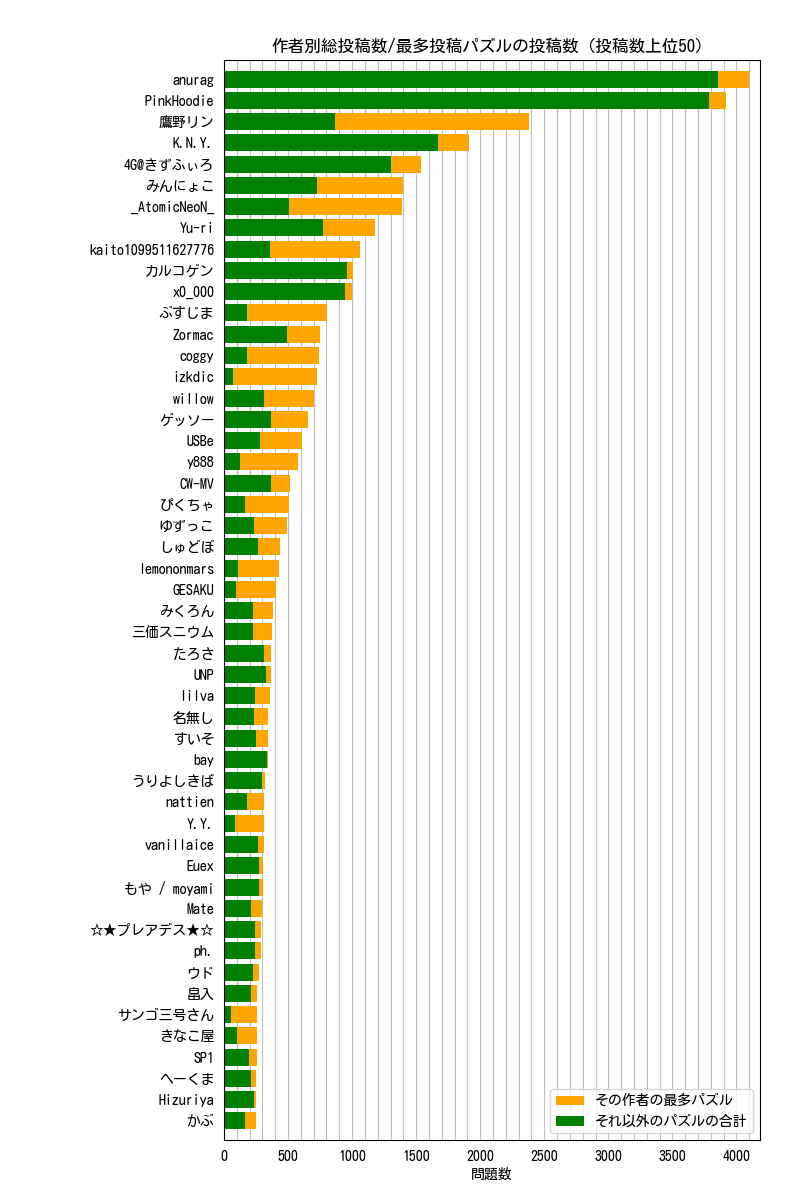 作者別総投稿数/最多投稿パズルの投稿数 (投稿数上位50)
anurag
PinkHoodie
鷹野リン
K.N.Y.
4G@きずふぃろ
みんにょこ
_AtomicNeoN_
Yu-ri
kaito1099511627776
カルコゲン
x0_000
ぶすじま
Zormac
coggy
izkdic
willow
ゲッソー
USBe
y888
CW-MV
ぴくちゃ
ゆずっこ
しゅどぼ
lemononmars
GESAKU
みくろん
三価スニウム
たろさ
UNP
lilva
名無し
すいそ
bay
うりよしきば
nattien
Y.Y.
vanillaice
Euex
もや / moyami
Mate
☆★プレアデス★☆
ph.
ウド
畠入
サンゴ三号さん
きなこ屋
SP1
へーくま
Hizuriya
かぶ
その作者の最多パズル
それ以外のパズルの合計
0 500 1000 1500 2000 2500 3000 3500 4000
問題数